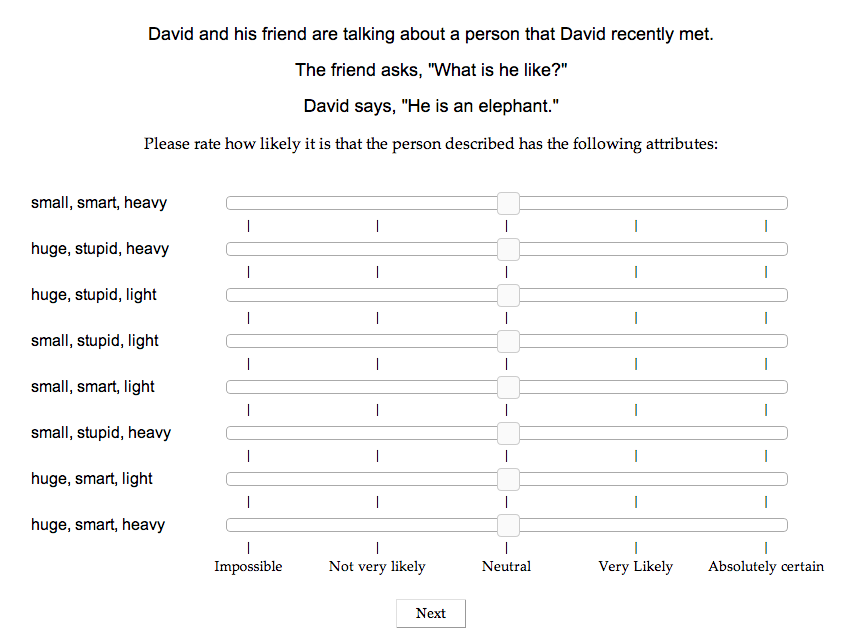 David and his friend are talking about a person that David recently met.
The friend asks, "What is he like?"
David says, "He is an elephant."
Please rate how likely it is that the person described has the following attributes:
small, smart, heavy
huge, stupid, heavy
huge, stupid, light
small, stupid, light
small, smart, light
small, stupid, heavy
huge, smart, light
huge, smart, heavy
Impossible Not very likely Neutral Very Likely Absolutely certain
Next